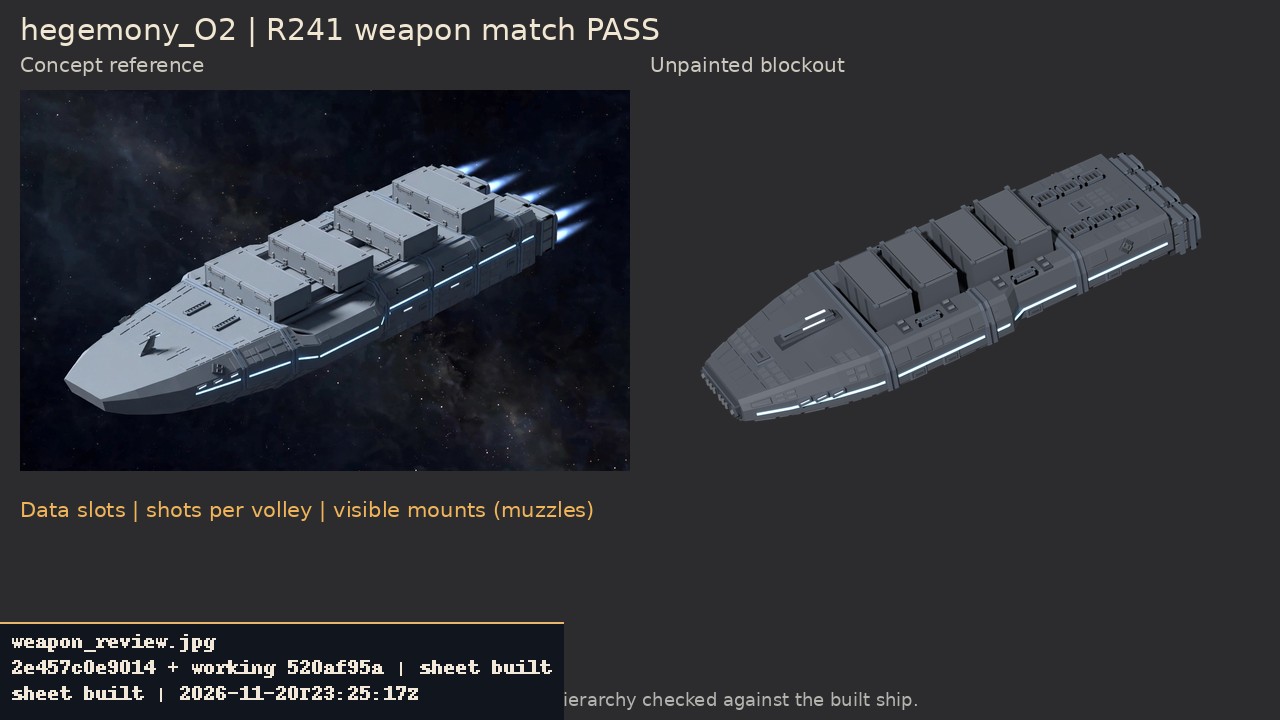 hegemony_O2 | R241 weapon match PASS
Concept reference
Unpainted blockout
Data slots | shots per volley | visible mounts (muzzles)
weapon_review.jpg
2e457c0e9014 + working 520af95a | sheet built
sheet built | 2026-11-20T23:25:17Z
ierarchy checked against the built ship.